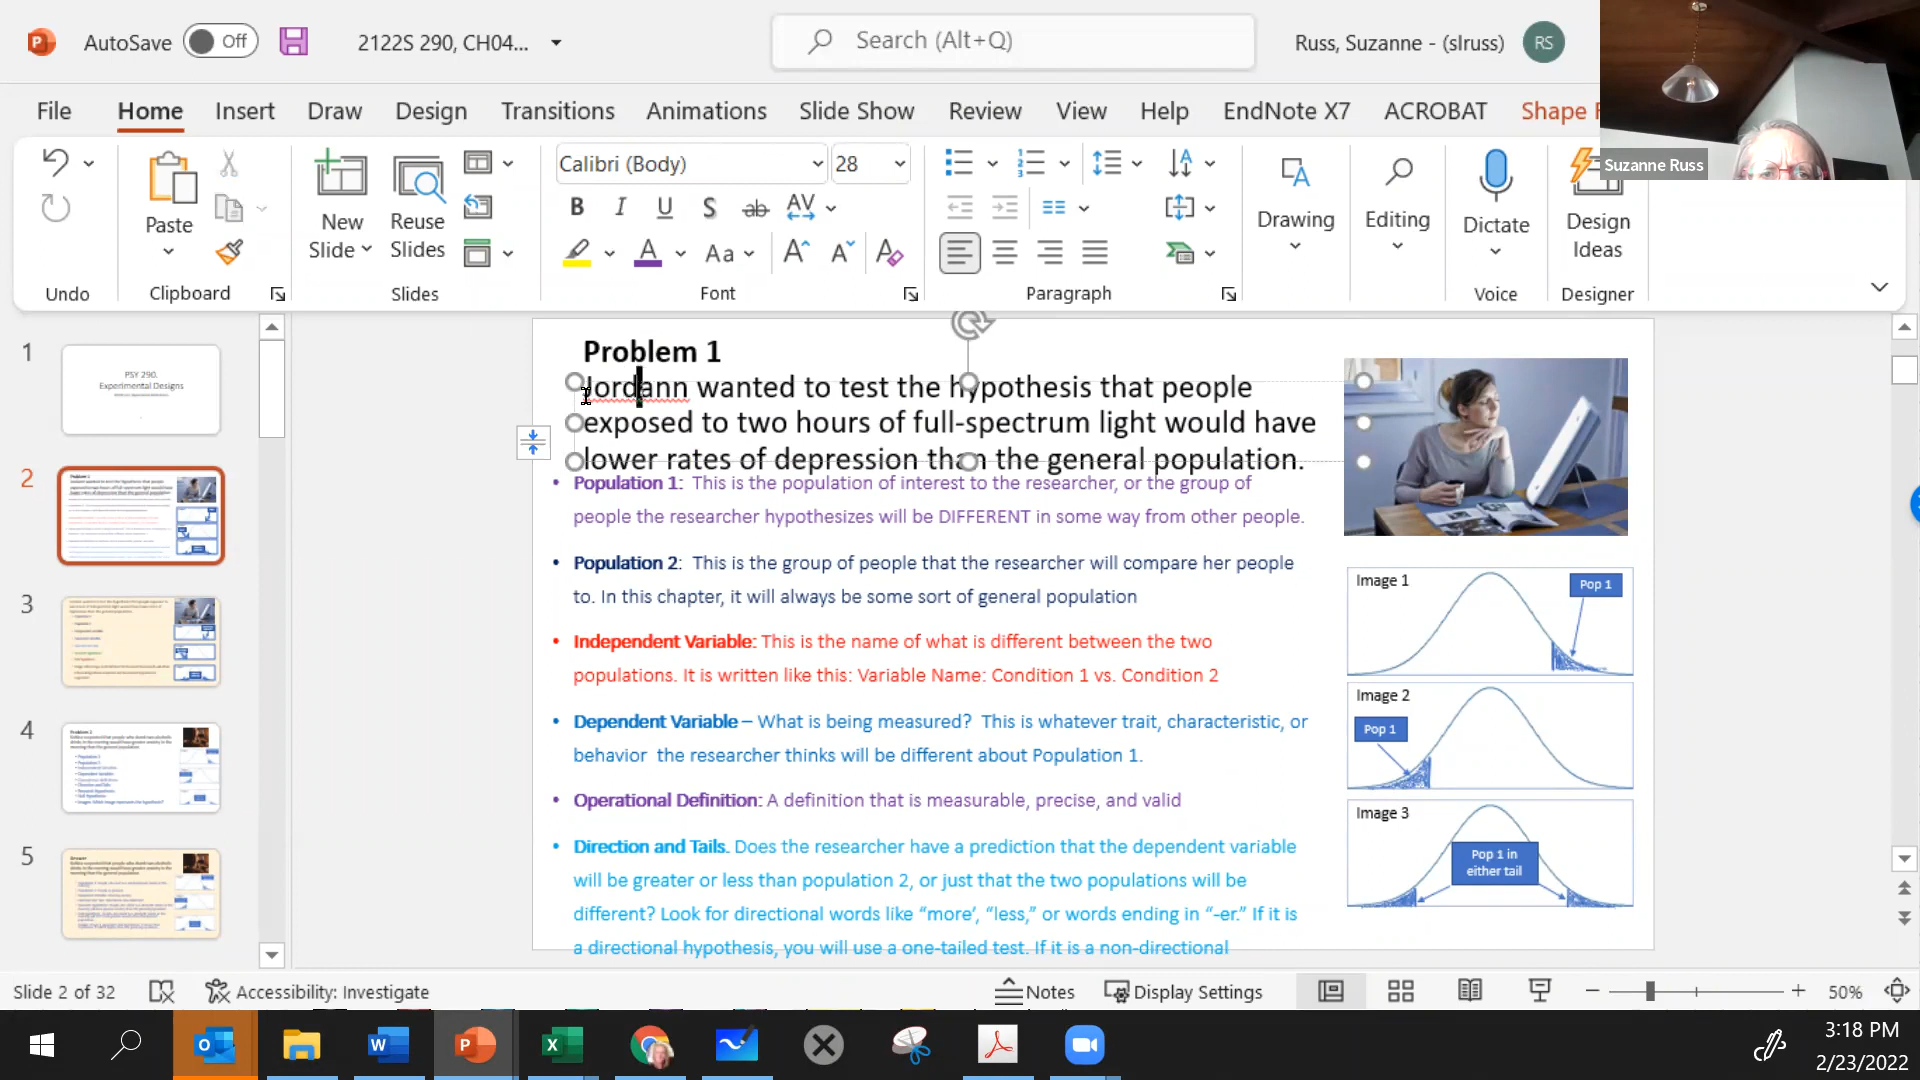 AutoSave Off 2122S 290, CH04... Search (Alt+Q) Russ, Suzanne - (slruss) RS
File Home Insert Draw Design Transitions Animations Slide Show Review View Help EndNote X7 ACROBAT Shape F
Suzanne Russ
Calibri (Body) 28
Paste New Slide Reuse Slides Drawing Editing Dictate Design Ideas
Undo Clipboard Slides Font Paragraph Voice Designer
1
PSY 290.
Experimental Designs
2
3
4
5
Problem 1
Jordann wanted to test the hypothesis that people
exposed to two hours of full-spectrum light would have
lower rates of depression than the general population.
• Population 1: This is the population of interest to the researcher, or the group of
people the researcher hypothesizes will be DIFFERENT in some way from other people.
• Population 2: This is the group of people that the researcher will compare her people
to. In this chapter, it will always be some sort of general population
• Independent Variable: This is the name of what is different between the two
populations. It is written like this: Variable Name: Condition 1 vs. Condition 2
• Dependent Variable – What is being measured? This is whatever trait, characteristic, or
behavior the researcher thinks will be different about Population 1.
• Operational Definition: A definition that is measurable, precise, and valid
• Direction and Tails. Does the researcher have a prediction that the dependent variable
will be greater or less than population 2, or just that the two populations will be
different? Look for directional words like "more', "less," or words ending in "-er." If it is
a directional hypothesis, you will use a one-tailed test. If it is a non-directional
Image 1
Pop 1
Image 2
Pop 1
Image 3
Pop 1 in
either tail
Slide 2 of 32 Accessibility: Investigate Notes Display Settings 50%
3:18 PM
2/23/2022